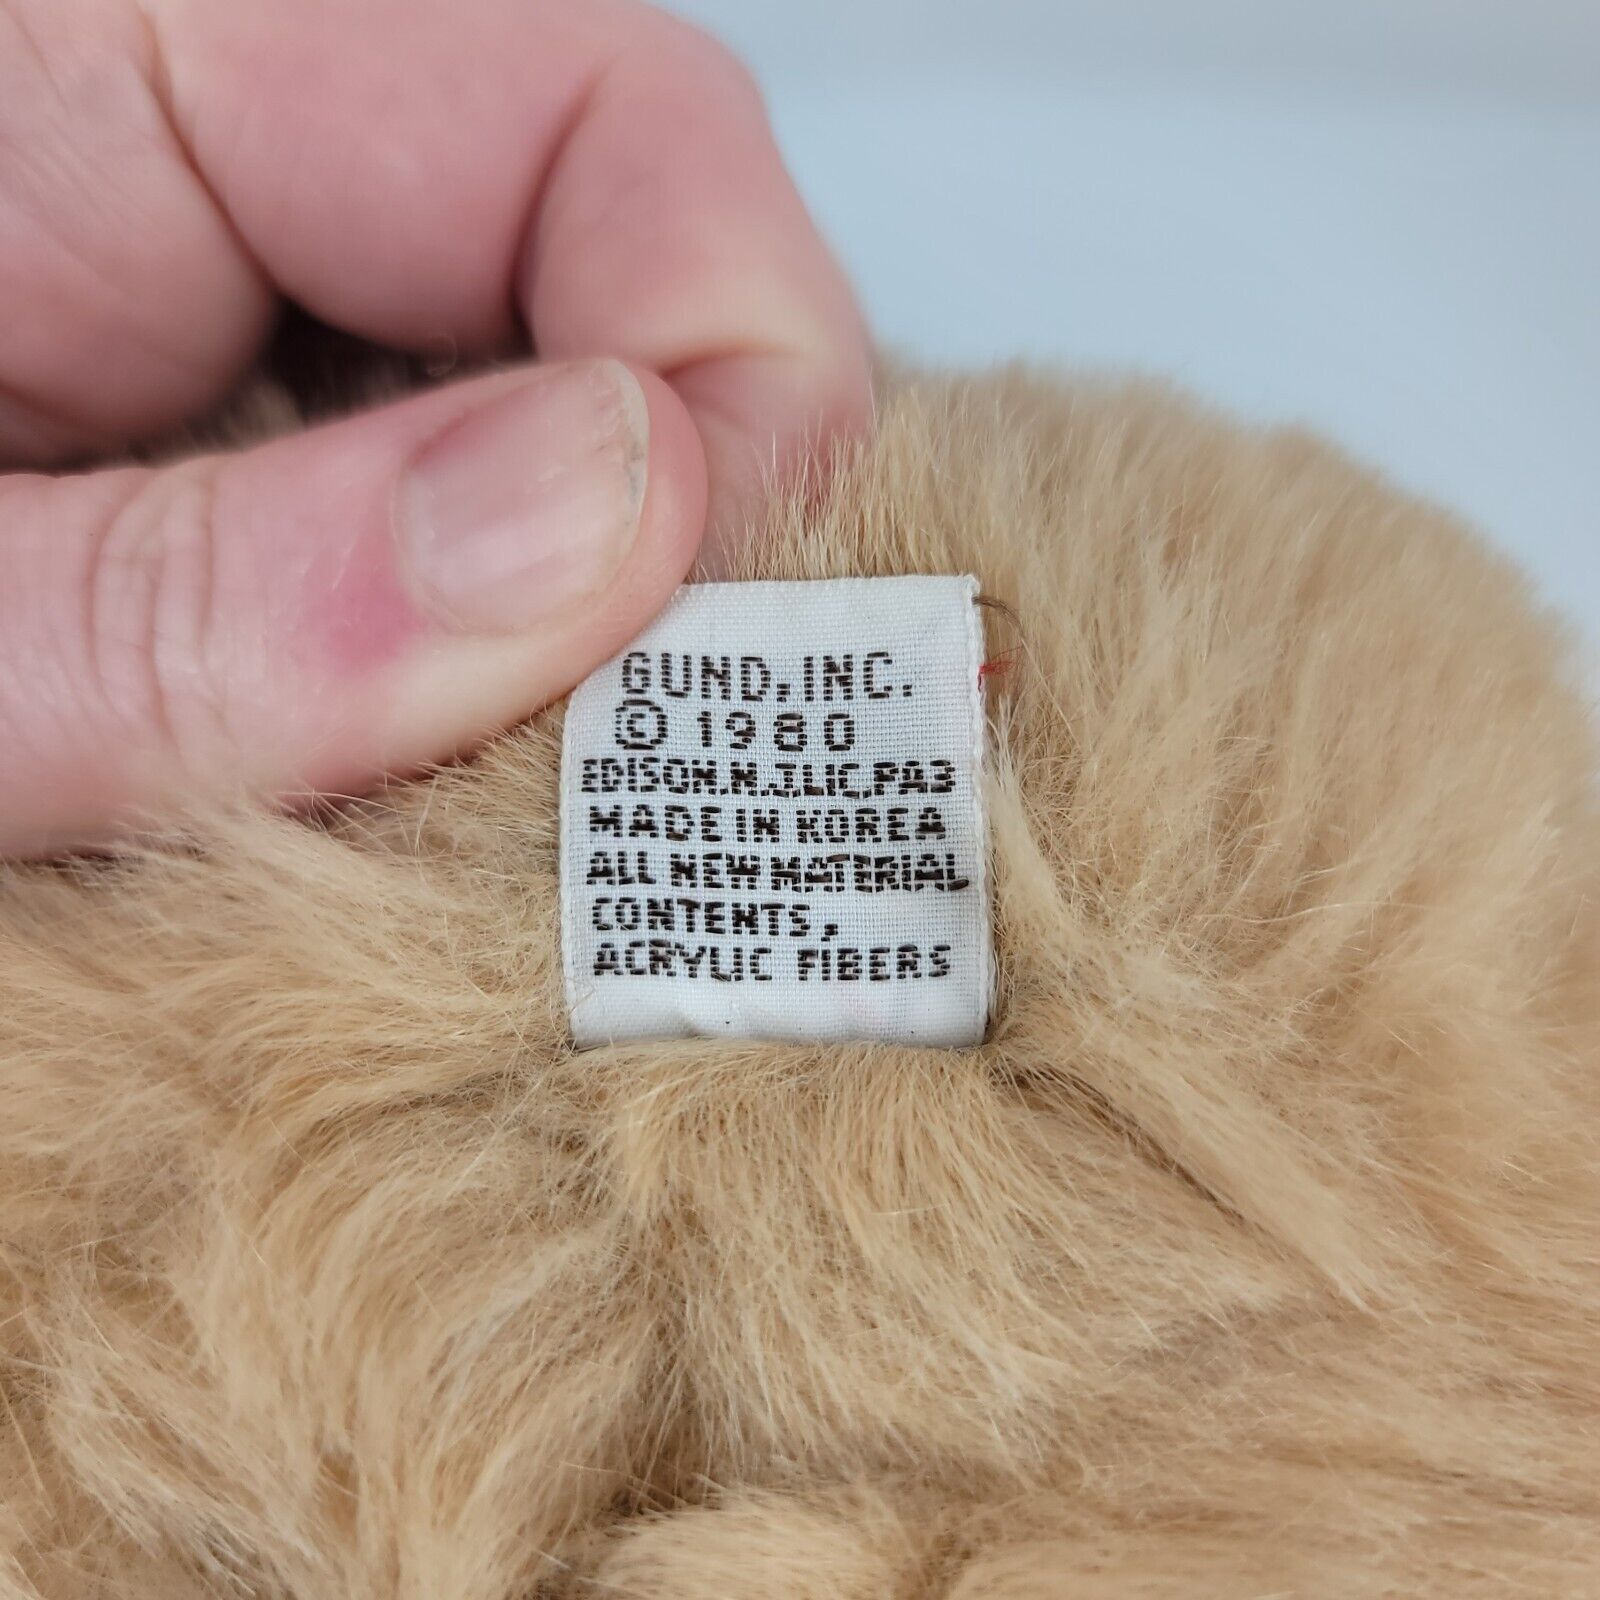 GUND, INC.
© 1980
EDISON. N. J. LIC. PA3
MADE IN KOREA
ALL NEW MATERIAL
CONTENTS,
ACRYLIC FIBERS